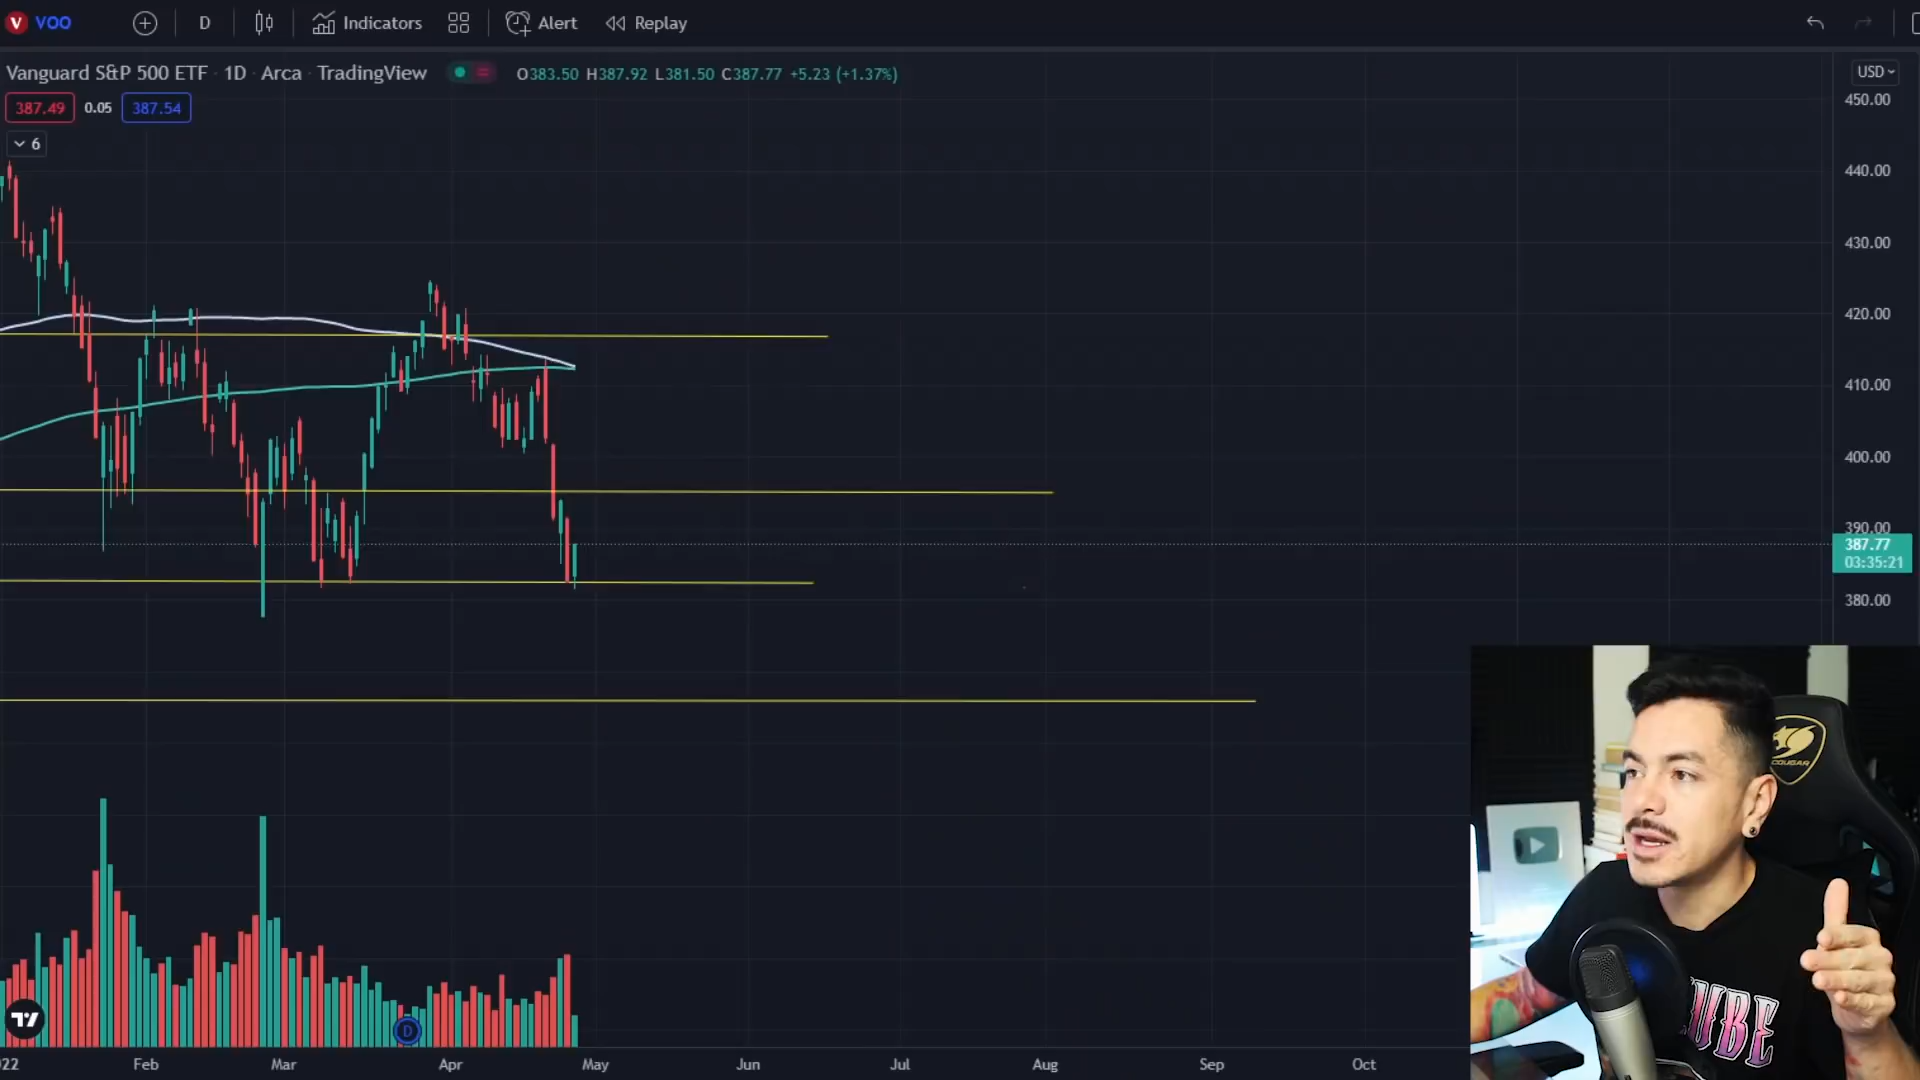 V VOO D Indicators Alert Replay
Vanguard S&P 500 ETF · 1D · Arca · TradingView O383.50 H387.92 L381.50 C387.77 +5.23 (+1.37%) USD
387.49 0.05 387.54
6
450.00
440.00
430.00
420.00
410.00
400.00
390.00
387.77
03:35:21
380.00
COUGAR
UBE
D
022 Feb Mar Apr May Jun Jul Aug Sep Oct